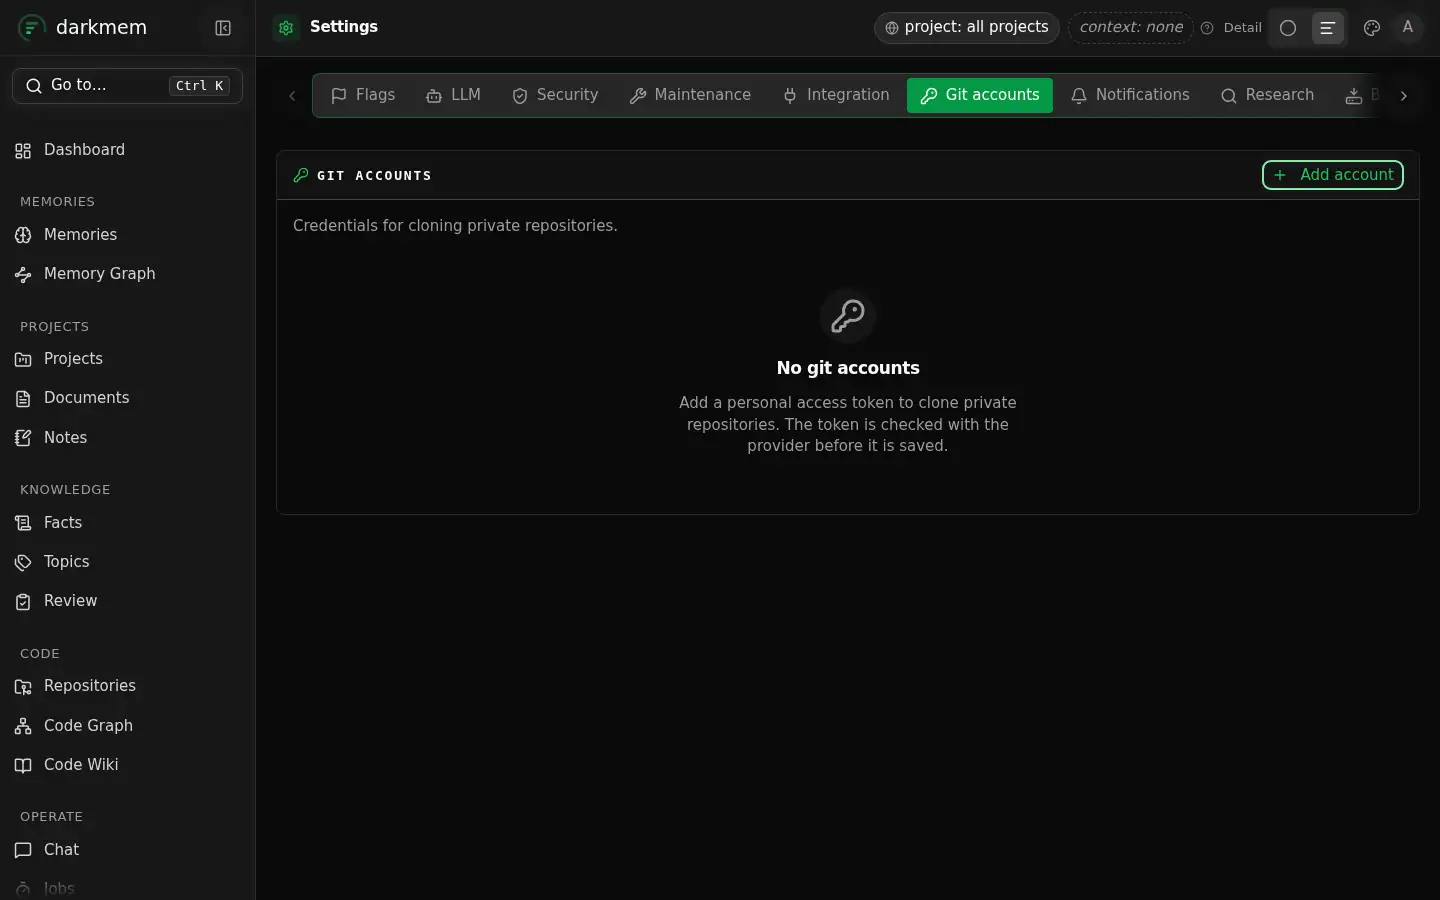 darkmem
Settings
project: all projects
context: none
Detail
A
Go to...
Ctrl K
Flags
LLM
Security
Maintenance
Integration
Git accounts
Notifications
Research
Dashboard
MEMORIES
Memories
Memory Graph
PROJECTS
Projects
Documents
Notes
KNOWLEDGE
Facts
Topics
Review
CODE
Repositories
Code Graph
Code Wiki
OPERATE
Chat
Jobs
GIT ACCOUNTS
Add account
Credentials for cloning private repositories.
No git accounts
Add a personal access token to clone private
repositories. The token is checked with the
provider before it is saved.